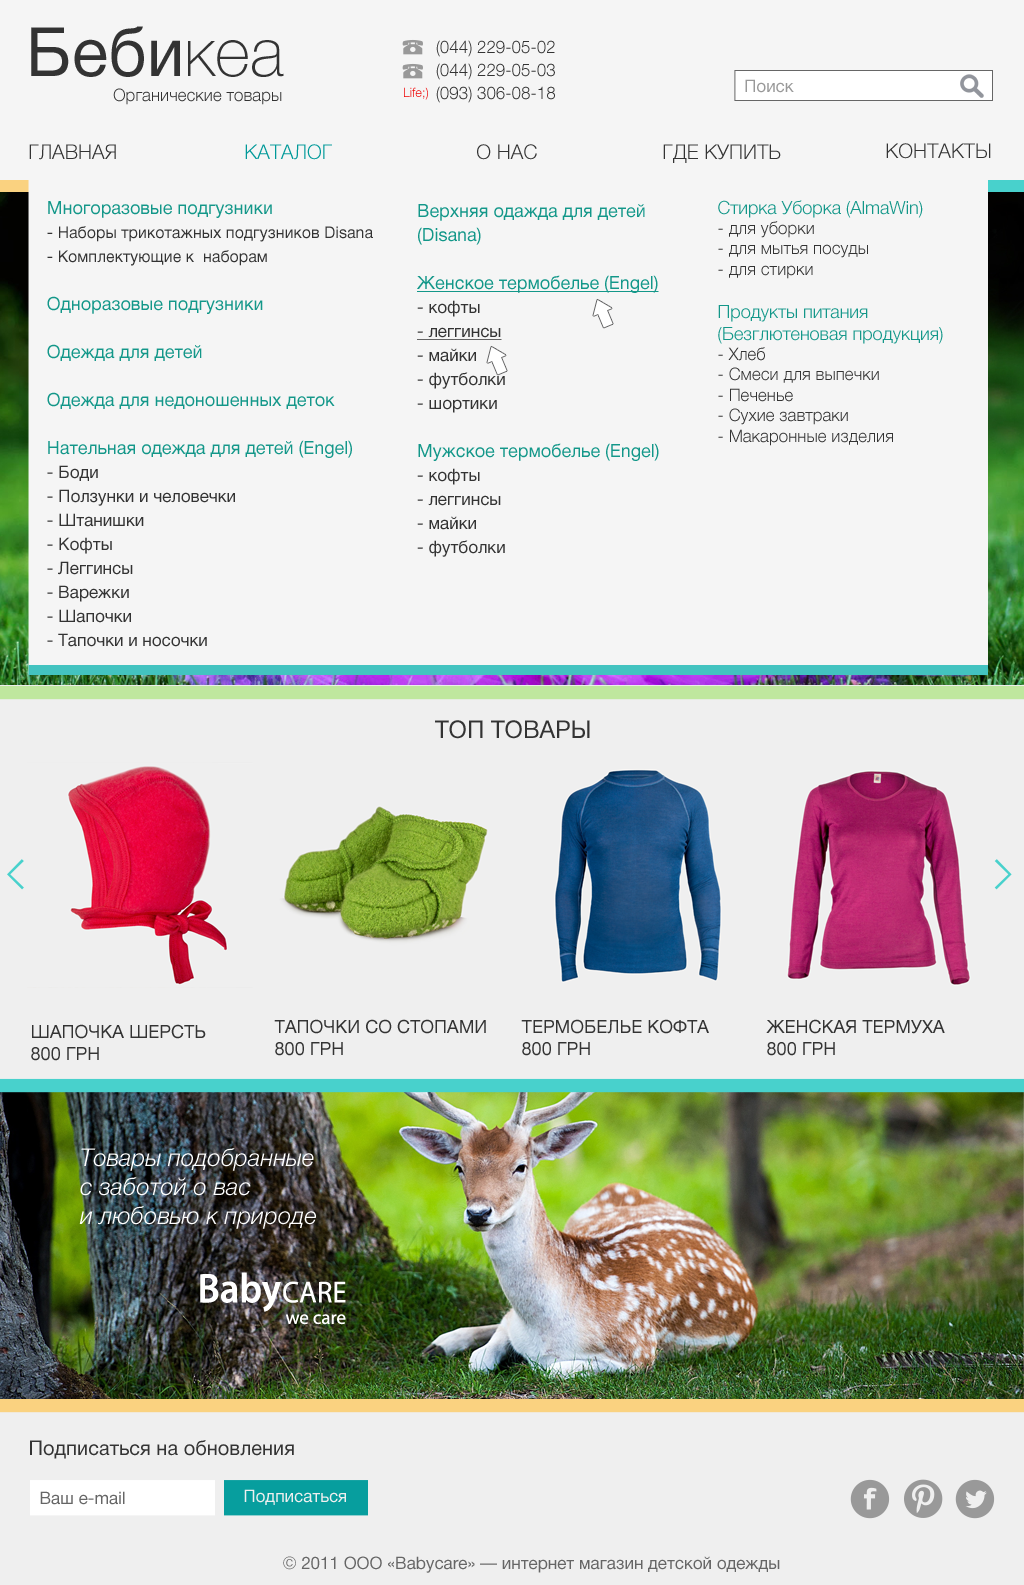 Бебикеа
Органические товары
(044) 229-05-02
(044) 229-05-03
Life;) (093) 306-08-18
Поиск
ГЛАВНАЯ
КАТАЛОГ
О НАС
ГДЕ КУПИТЬ
КОНТАКТЫ
Многоразовые подгузники
- Наборы трикотажных подгузников Disana
- Комплектующие к наборам
Одноразовые подгузники
Одежда для детей
Одежда для недоношенных деток
Нательная одежда для детей (Engel)
- Боди
- Ползунки и человечки
- Штанишки
- Кофты
- Леггинсы
- Варежки
- Шапочки
- Тапочки и носочки
Верхняя одажда для детей
(Disana)
Женское термобелье (Engel)
- кофты
- леггинсы
- майки
- футболки
- шортики
Мужское термобелье (Engel)
- кофты
- леггинсы
- майки
- футболки
Стирка Уборка (AlmaWin)
- для уборки
- для мытья посуды
- для стирки
Продукты питания
(Безглютеновая продукция)
- Хлеб
- Смеси для выпечки
- Печенье
- Сухие завтраки
- Макаронные изделия
ТОП ТОВАРЫ
ШАПОЧКА ШЕРСТЬ
800 ГРН
ТАПОЧКИ СО СТОПАМИ
800 ГРН
ТЕРМОБЕЛЬЕ КОФТА
800 ГРН
ЖЕНСКАЯ ТЕРМУХА
800 ГРН
Товары подобранные
с заботой о вас
и любовью к природе
BabyCARE
we care
Подписаться на обновления
Ваш e-mail
Подписаться
© 2011 ООО «Babycare» — интернет магазин детской одежды